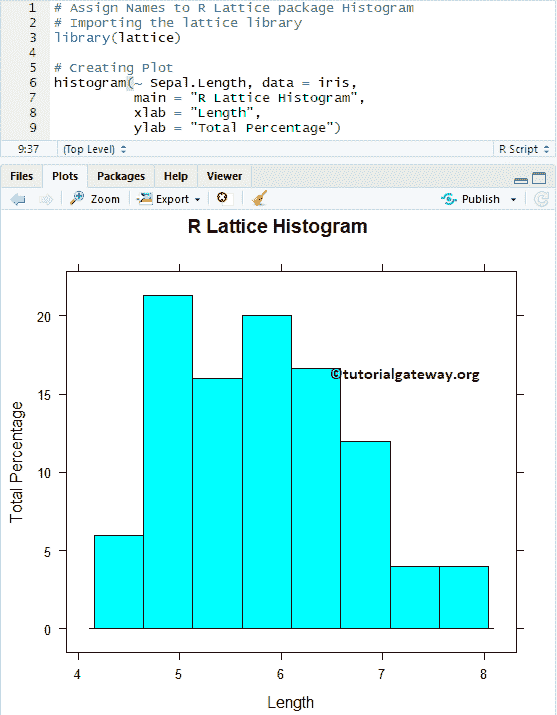 1 # Assign Names to R Lattice package Histogram
2 # Importing the lattice library
3 library(lattice)
4
5 # Creating Plot
6 histogram(~ Sepal.Length, data = iris,
7 main = "R Lattice Histogram",
8 xlab = "Length",
9 ylab = "Total Percentage")
9:37 (Top Level) R Script
Files Plots Packages Help Viewer
Zoom Export Publish
R Lattice Histogram
©tutorialgateway.org
Total Percentage
20
15
10
5
0
4 5 6 7 8
Length